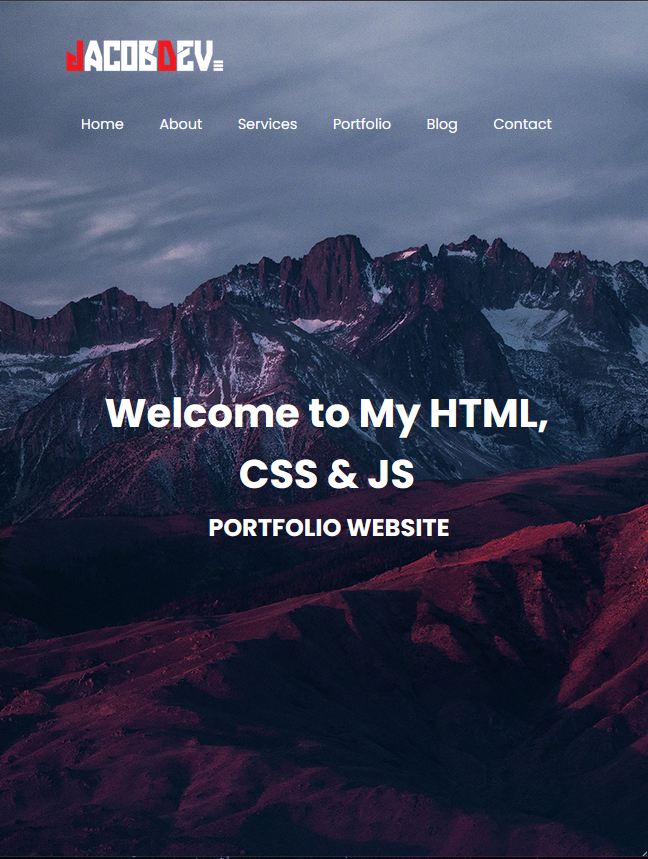 JACOBDEV
Home About Services Portfolio Blog Contact
Welcome to My HTML,
CSS & JS
PORTFOLIO WEBSITE